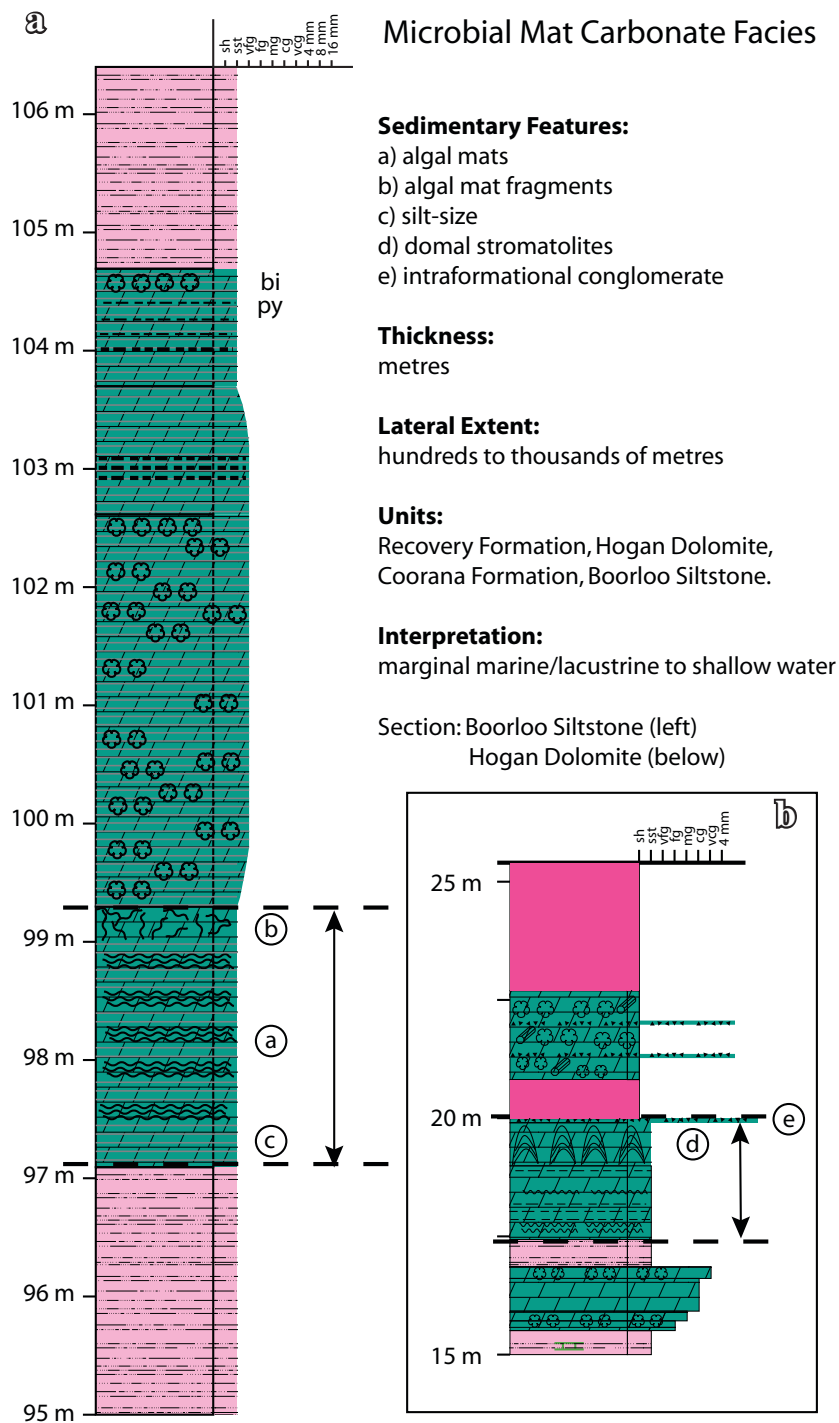 a
sh sst vfg fg mg cg vcg 4 mm 8 mm 16 mm
Microbial Mat Carbonate Facies
106 m
105 m
104 m
103 m
102 m
101 m
100 m
99 m
98 m
97 m
96 m
95 m
bi
py
b
a
c
Sedimentary Features:
a) algal mats
b) algal mat fragments
c) silt-size
d) domal stromatolites
e) intraformational conglomerate
Thickness:
metres
Lateral Extent:
hundreds to thousands of metres
Units:
Recovery Formation, Hogan Dolomite,
Coorana Formation, Boorloo Siltstone.
Interpretation:
marginal marine/lacustrine to shallow water
Section: Boorloo Siltstone (left)
Hogan Dolomite (below)
b
sh sst vfg fg mg cg vcg 4 mm
25 m
20 m
15 m
e
d